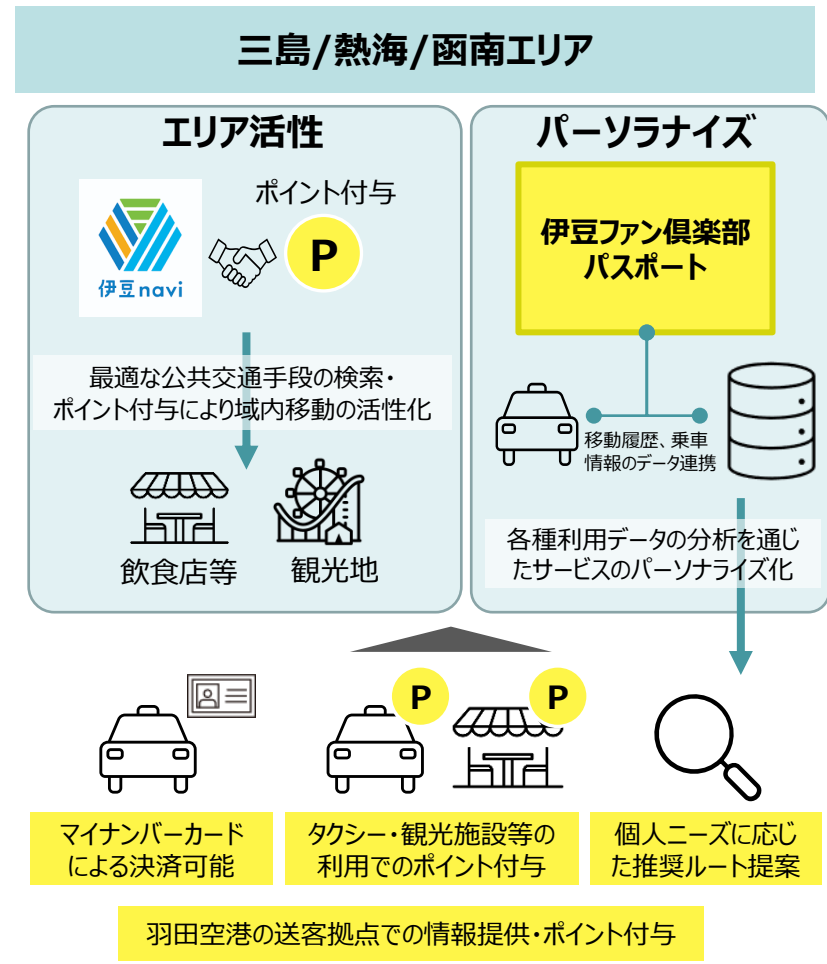 三島/熱海/函南エリア
エリア活性
ポイント付与
P
伊豆navi
最適な公共交通手段の検索・
ポイント付与により域内移動の活性化
飲食店等
観光地
パーソラナイズ
伊豆ファン倶楽部
パスポート
移動履歴、乗車
情報のデータ連携
各種利用データの分析を通じ
たサービスのパーソナライズ化
P
P
マイナンバーカード
による決済可能
タクシー・観光施設等の
利用でのポイント付与
個人ニーズに応じ
た推奨ルート提案
羽田空港の送客拠点での情報提供・ポイント付与